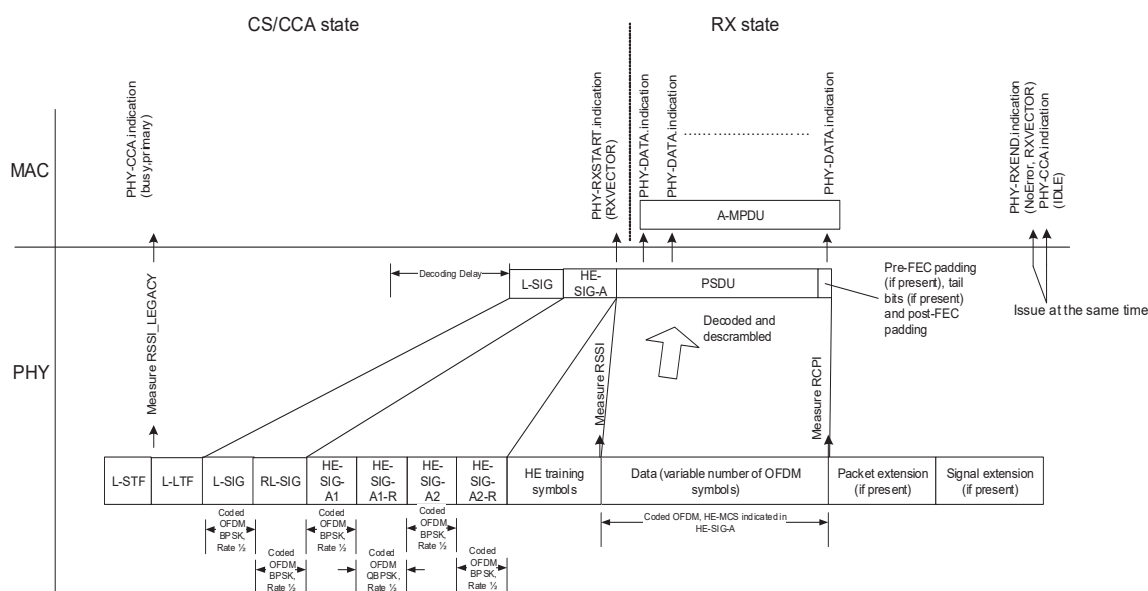 CS/CCA state
RX state
MAC
PHY-CCA.indication
(busy,primary)
PHY-RXSTART.indication
(RXVECTOR)
PHY-DATA.indication
PHY-DATA.indication
PHY-DATA.indication
PHY-RXEND.indication
(NoError, RXVECTOR)
PHY-CCA.indication
(IDLE)
A-MPDU
PHY
Measure RSSI_LEGACY
Decoding Delay
L-SIG
HE-
SIG-A
PSDU
Pre-FEC padding
(if present), tail
bits (if present)
and post-FEC
padding
Issue at the same time
Decoded and
descrambled
Measure RSSI
Measure RCPI
L-STF
L-LTF
L-SIG
RL-SIG
HE-
SIG-
A1
HE-
SIG-
A1-R
HE-
SIG-
A2
HE-
SIG-
A2-R
HE training
symbols
Data (variable number of OFDM
symbols)
Packet extension
(if present)
Signal extension
(if present)
Coded
OFDM
BPSK,
Rate ½
Coded
OFDM
BPSK,
Rate ½
Coded
OFDM
BPSK,
Rate ½
Coded OFDM, HE-MCS indicated in
HE-SIG-A
Coded
OFDM
BPSK,
Rate ½
Coded
OFDM
QBPSK,
Rate ½
Coded
OFDM
BPSK,
Rate ½